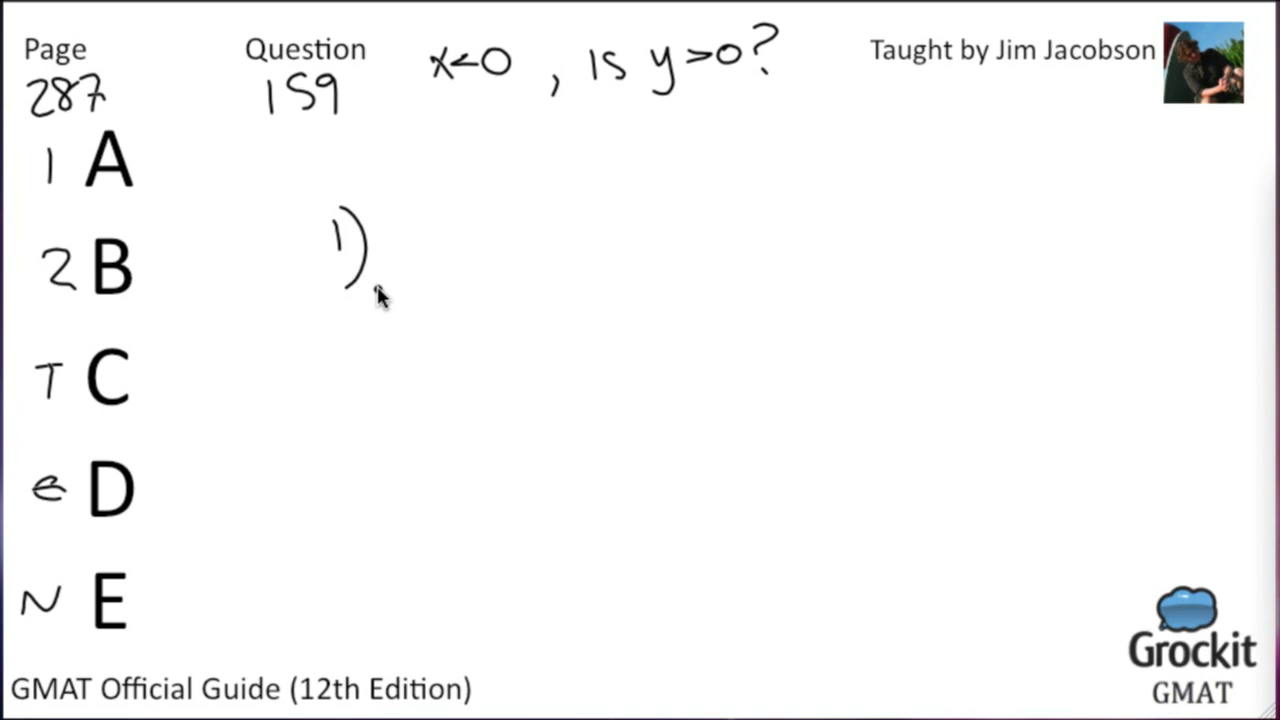 Page Question x<0 , is y>0? Taught by Jim Jacobson
287 159
1 A
1)
2 B
T C
E D
N E
Grockit
GMAT
GMAT Official Guide (12th Edition)